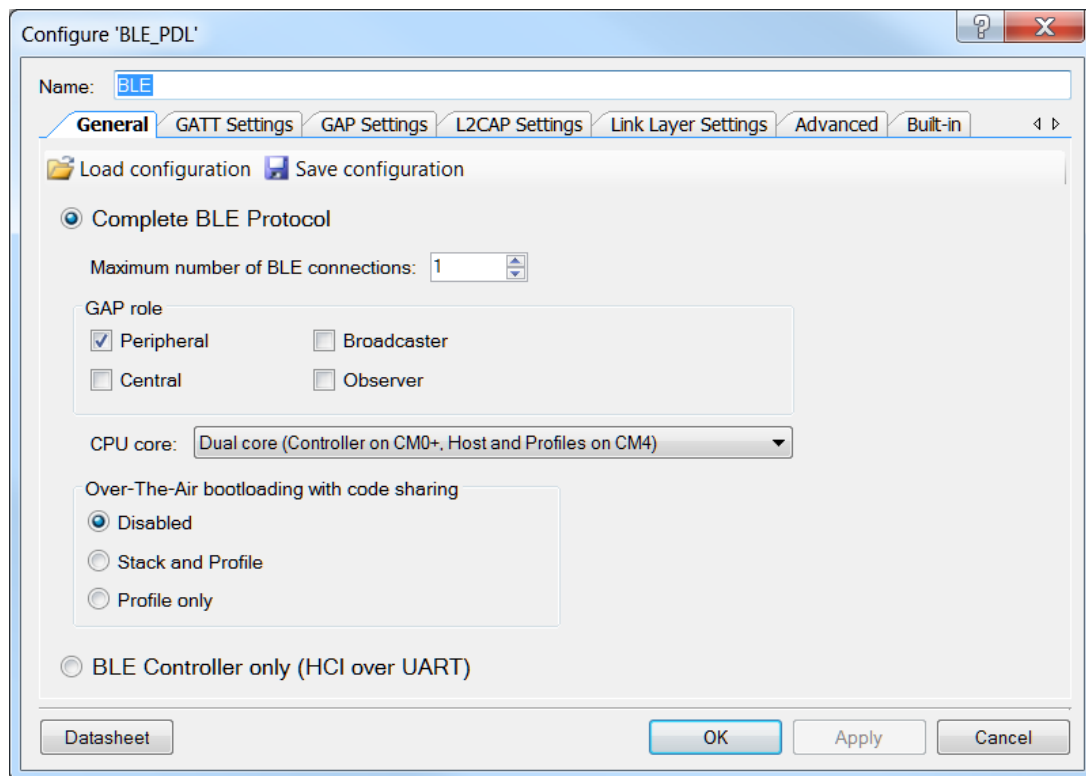 Configure 'BLE_PDL'
Name: BLE
General GATT Settings GAP Settings L2CAP Settings Link Layer Settings Advanced Built-in
Load configuration Save configuration
Complete BLE Protocol
Maximum number of BLE connections: 1
GAP role
Peripheral Broadcaster
Central Observer
CPU core: Dual core (Controller on CM0+, Host and Profiles on CM4)
Over-The-Air bootloading with code sharing
Disabled
Stack and Profile
Profile only
BLE Controller only (HCI over UART)
Datasheet OK Apply Cancel